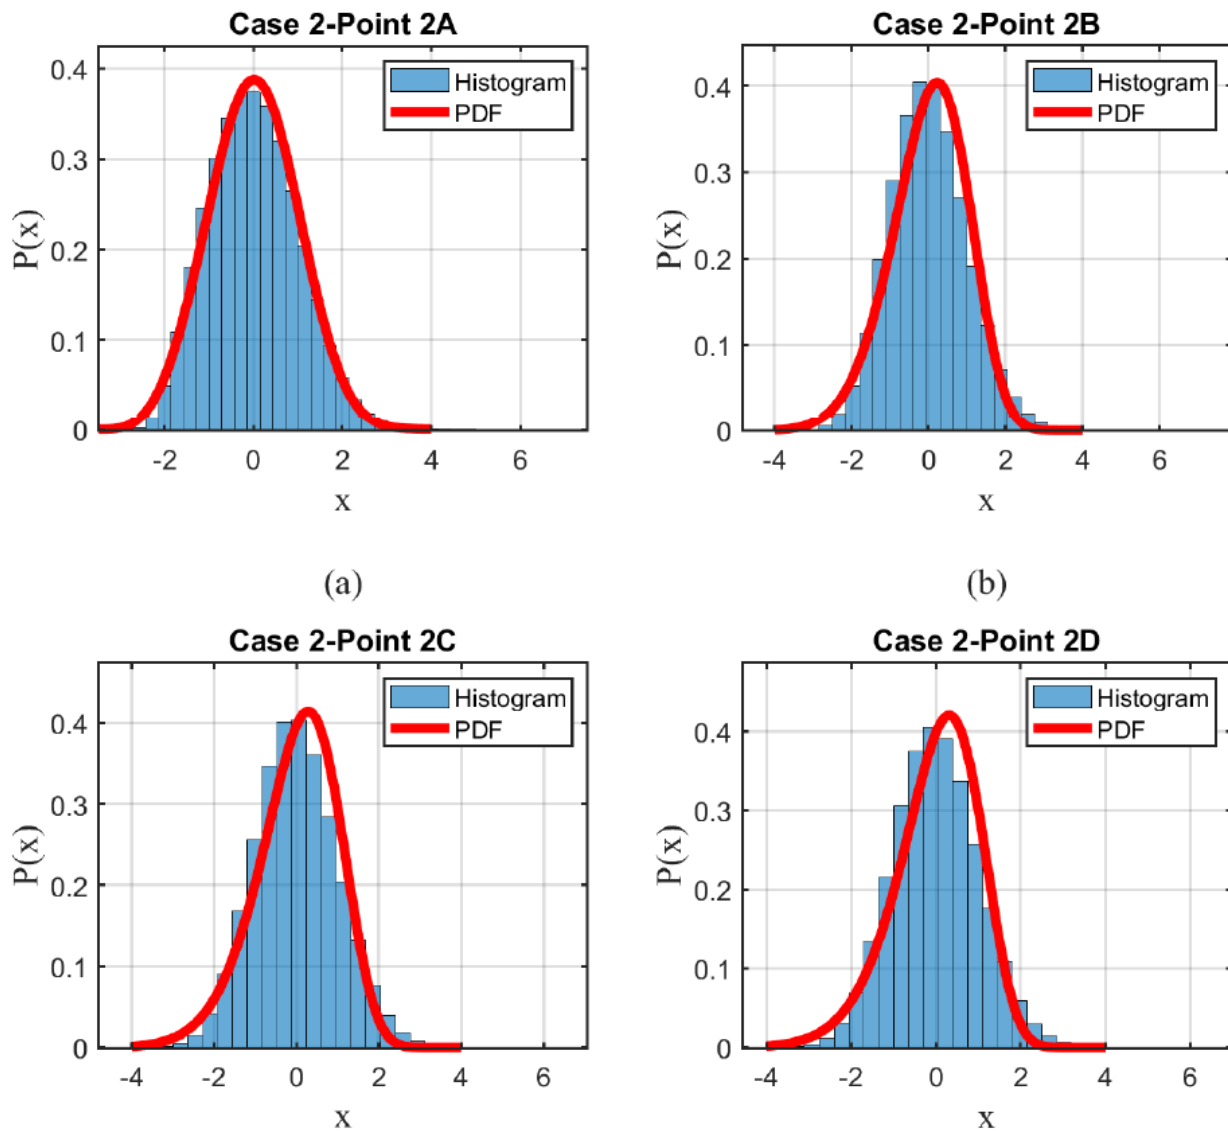 Case 2-Point 2A
Histogram
PDF
0.4
0.3
0.2
0.1
0
P(x)
-2 0 2 4 6
x
(a)
Case 2-Point 2B
Histogram
PDF
0.4
0.3
0.2
0.1
0
P(x)
-4 -2 0 2 4 6
x
(b)
Case 2-Point 2C
Histogram
PDF
0.4
0.3
0.2
0.1
0
P(x)
-4 -2 0 2 4 6
x
Case 2-Point 2D
Histogram
PDF
0.4
0.3
0.2
0.1
0
P(x)
-4 -2 0 2 4 6
x